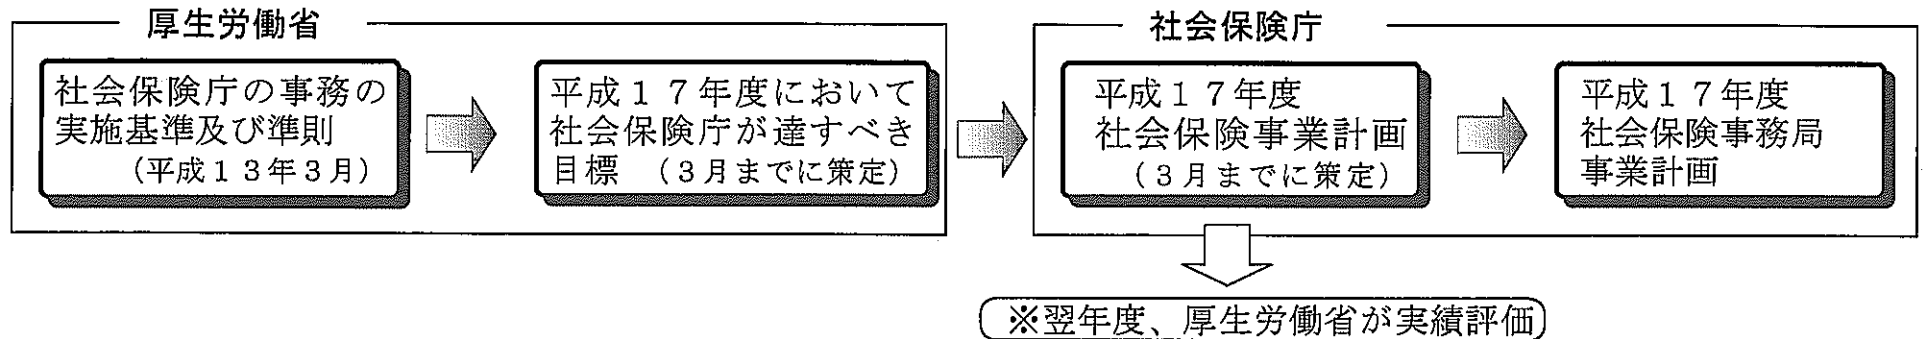 厚生労働省
社会保険庁の事務の
実施基準及び準則
（平成１３年３月）
平成１７年度において
社会保険庁が達すべき
目標　（３月までに策定）
社会保険庁
平成１７年度
社会保険事業計画
（３月までに策定）
平成１７年度
社会保険事務局
事業計画
※翌年度、厚生労働省が実績評価